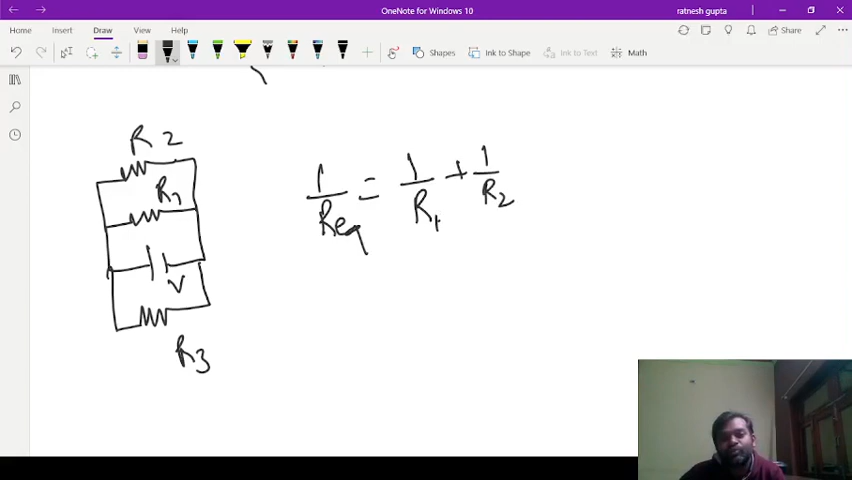 OneNote for Windows 10
ratnesh gupta
Home Insert Draw View Help
Shapes Ink to Shape Ink to Text Math Share
R2
R1
V
R3
1/Req = 1/R1 + 1/R2